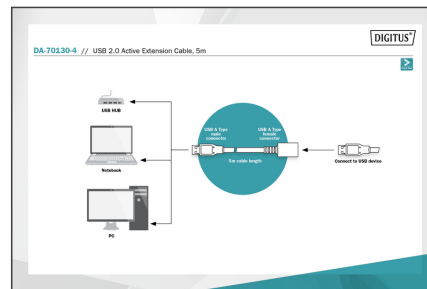 DIGITUS
DA-70130-4 // USB 2.0 Active Extension Cable, 5m
USB HUB
USB A Type
male
connector
USB A Type
female
connector
5m cable length
Notebook
Connect to USB device
PC